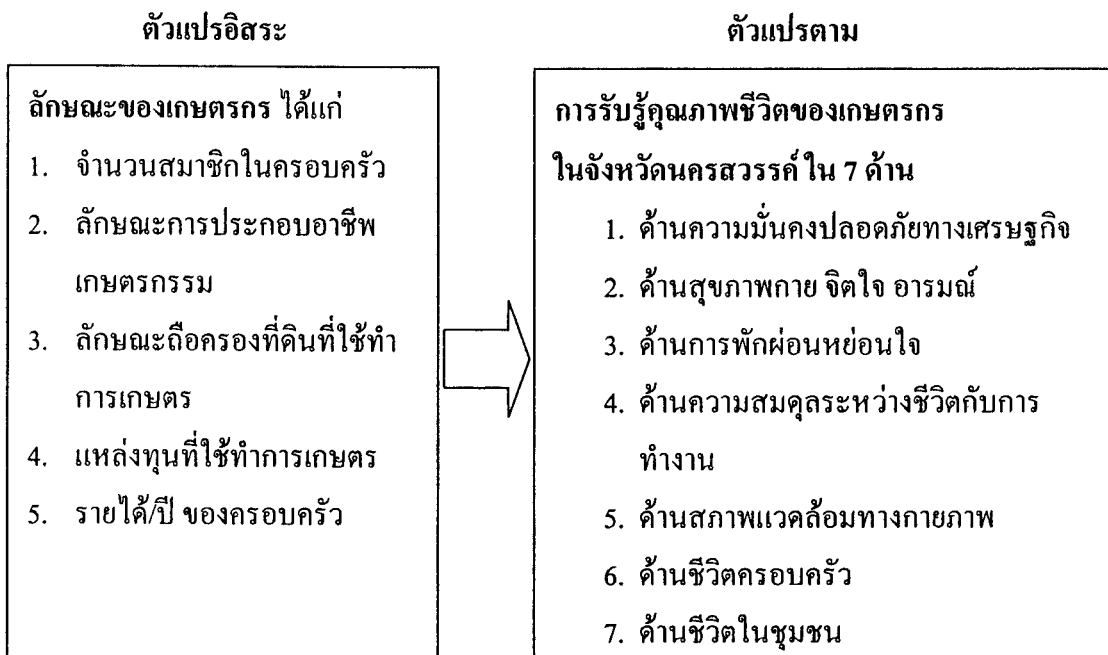 ตัวแปรอิสระ
ตัวแปรตาม
ลักษณะของเกษตรกร ได้แก่
1. จำนวนสมาชิกในครอบครัว
2. ลักษณะการประกอบอาชีพ
เกษตรกรรม
3. ลักษณะถือครองที่ดินที่ใช้ทำ
การเกษตร
4. แหล่งทุนที่ใช้ทำการเกษตร
5. รายได้/ปี ของครอบครัว
การรับรู้คุณภาพชีวิตของเกษตรกร
ในจังหวัดนครสวรรค์ ใน 7 ด้าน
1. ด้านความมั่นคงปลอดภัยทางเศรษฐกิจ
2. ด้านสุขภาพกาย จิตใจ อารมณ์
3. ด้านการพักผ่อนหย่อนใจ
4. ด้านความสมดุลระหว่างชีวิตกับการ
ทำงาน
5. ด้านสภาพแวดล้อมทางกายภาพ
6. ด้านชีวิตครอบครัว
7. ด้านชีวิตในชุมชน